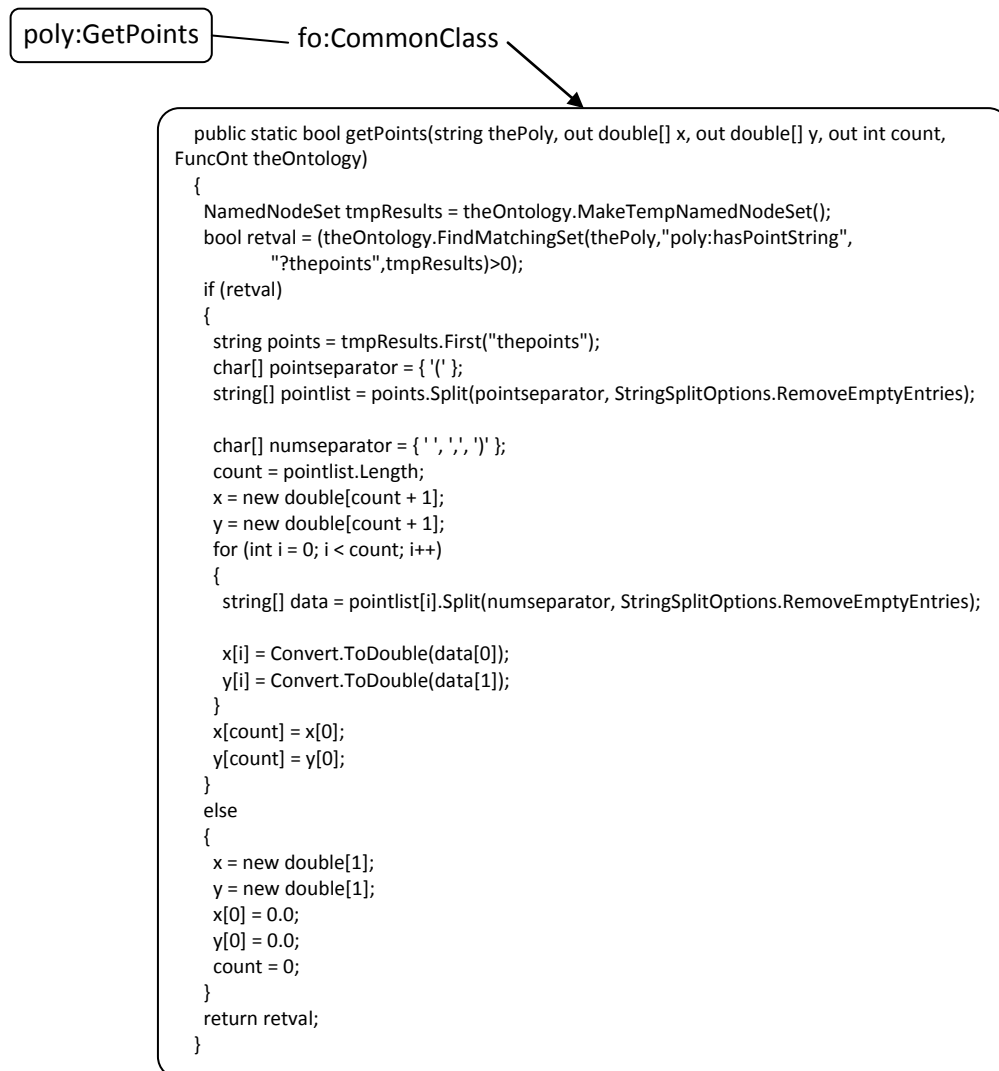 poly:GetPoints fo:CommonClass
public static bool getPoints(string thePoly, out double[] x, out double[] y, out int count,
FuncOnt theOntology)
{
NamedNodeSet tmpResults = theOntology.MakeTempNamedNodeSet();
bool retval = (theOntology.FindMatchingSet(thePoly,"poly:hasPointString",
"?thepoints",tmpResults)>0);
if (retval)
{
string points = tmpResults.First("thepoints");
char[] pointseparator = { '(' };
string[] pointlist = points.Split(pointseparator, StringSplitOptions.RemoveEmptyEntries);
char[] numseparator = { ' ', ',', ')' };
count = pointlist.Length;
x = new double[count + 1];
y = new double[count + 1];
for (int i = 0; i < count; i++)
{
string[] data = pointlist[i].Split(numseparator, StringSplitOptions.RemoveEmptyEntries);
x[i] = Convert.ToDouble(data[0]);
y[i] = Convert.ToDouble(data[1]);
}
x[count] = x[0];
y[count] = y[0];
}
else
{
x = new double[1];
y = new double[1];
x[0] = 0.0;
y[0] = 0.0;
count = 0;
}
return retval;
}